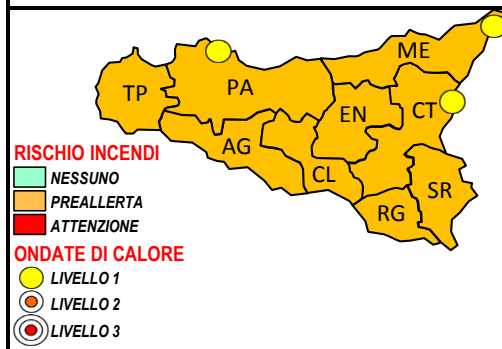 ME
TP
PA
EN
CT
AG
CL
SR
RG
RISCHIO INCENDI
NESSUNO
PREALLERTA
ATTENZIONE
ONDATE DI CALORE
LIVELLO 1
LIVELLO 2
LIVELLO 3